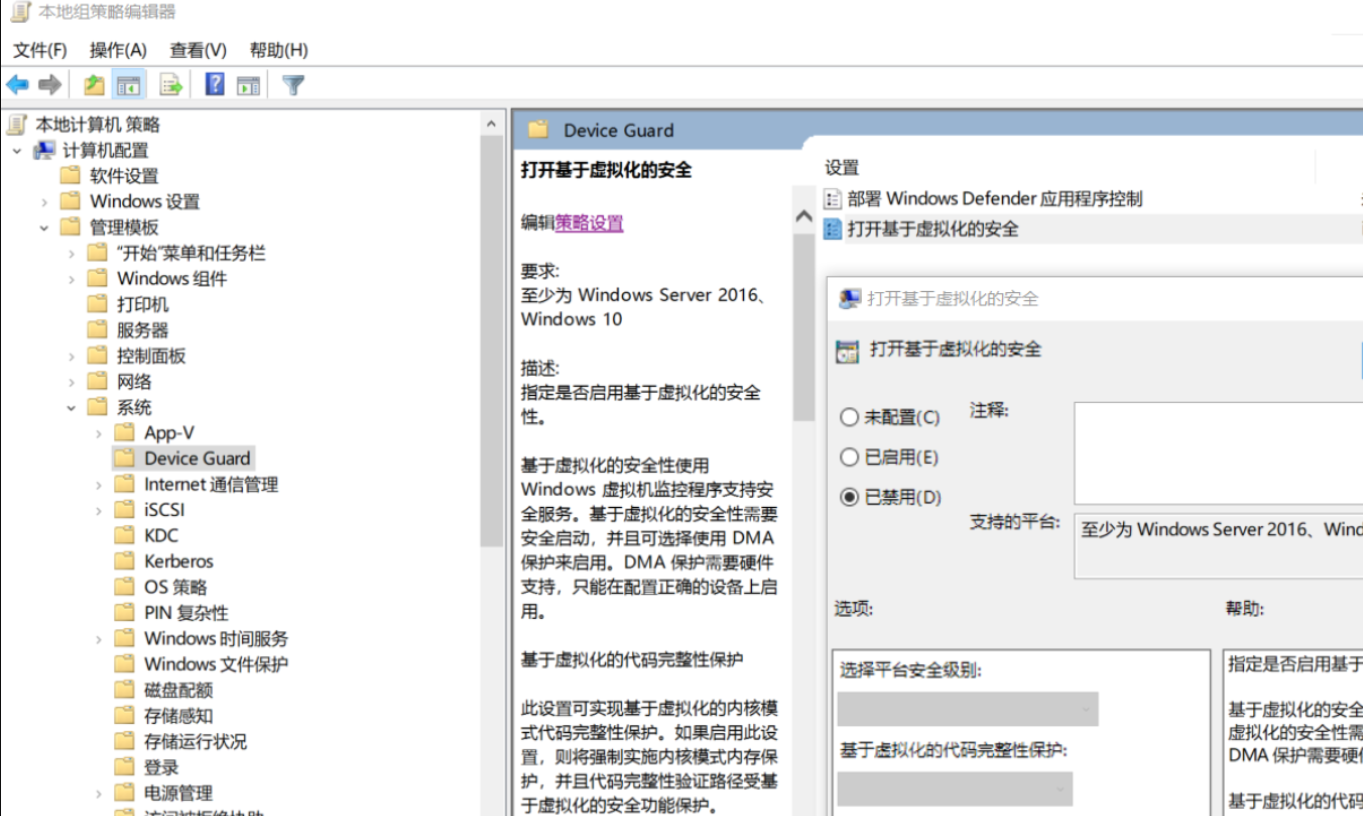 本地组策略编辑器
文件(F) 操作(A) 查看(V) 帮助(H)
本地计算机 策略
计算机配置
软件设置
Windows 设置
管理模板
“开始”菜单和任务栏
Windows 组件
打印机
服务器
控制面板
网络
系统
App-V
Device Guard
Internet 通信管理
iSCSI
KDC
Kerberos
OS 策略
PIN 复杂性
Windows 时间服务
Windows 文件保护
磁盘配额
存储感知
存储运行状况
登录
电源管理
Device Guard
打开基于虚拟化的安全
编辑策略设置
要求:
至少为 Windows Server 2016、
Windows 10
描述:
指定是否启用基于虚拟化的安全
性。
基于虚拟化的安全性使用
Windows 虚拟机监控程序支持安
全服务。基于虚拟化的安全性需要
安全启动，并且可选择使用 DMA
保护来启用。DMA 保护需要硬件
支持，只能在配置正确的设备上启
用。
基于虚拟化的代码完整性保护
此设置可实现基于虚拟化的内核模
式代码完整性保护。如果启用此设
置，则将强制实施内核模式内存保
护，并且代码完整性验证路径受基
于虚拟化的安全功能保护。
设置
部署 Windows Defender 应用程序控制
打开基于虚拟化的安全
打开基于虚拟化的安全
打开基于虚拟化的安全
未配置(C)
已启用(E)
已禁用(D)
注释:
支持的平台:
至少为 Windows Server 2016、Wind
选项:
选择平台安全级别:
基于虚拟化的代码完整性保护:
帮助:
指定是否启用基于
基于虚拟化的安全
虚拟化的安全性需
DMA 保护需要硬件
基于虚拟化的代码